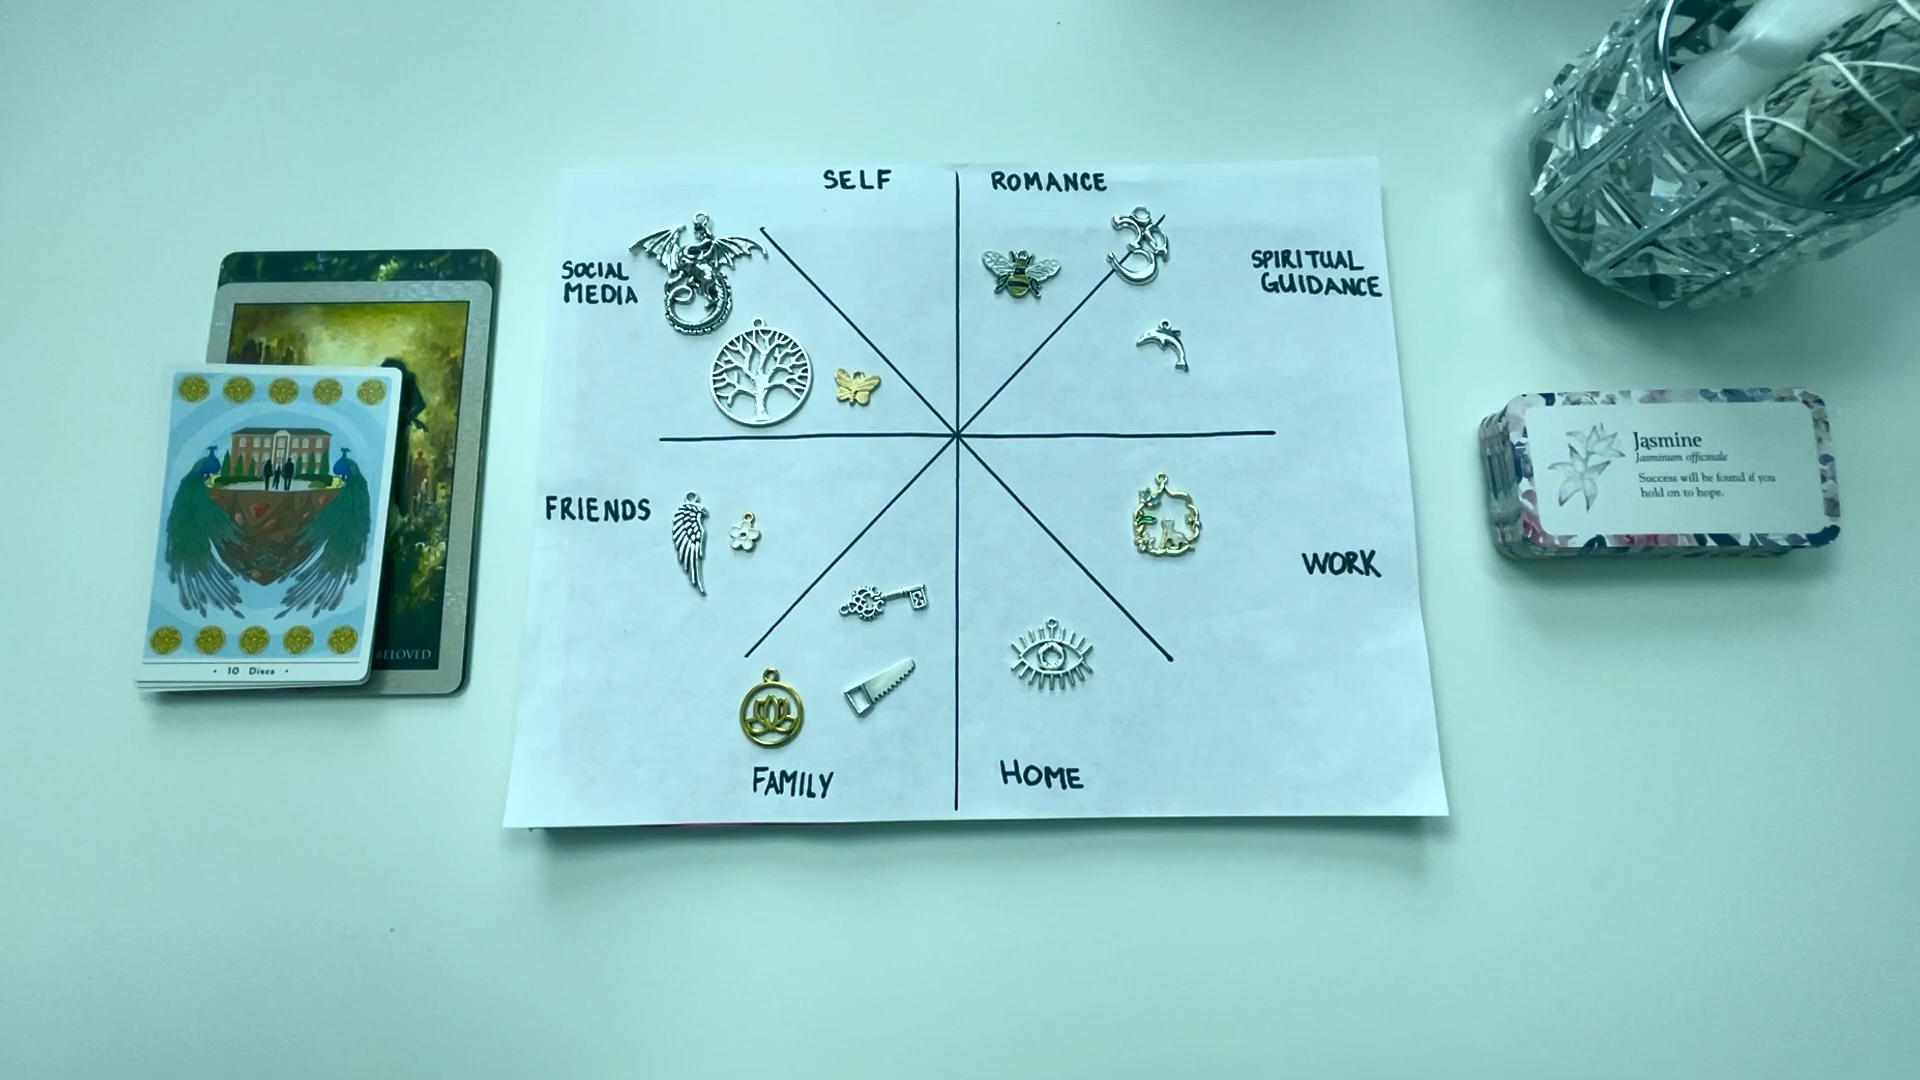 SELF
ROMANCE
SOCIAL
MEDIA
SPIRITUAL
GUIDANCE
FRIENDS
WORK
FAMILY
HOME
BELOVED
• 10 Discs •
Jasmine
Jasminum officinale
Success will be found if you
hold on to hope.